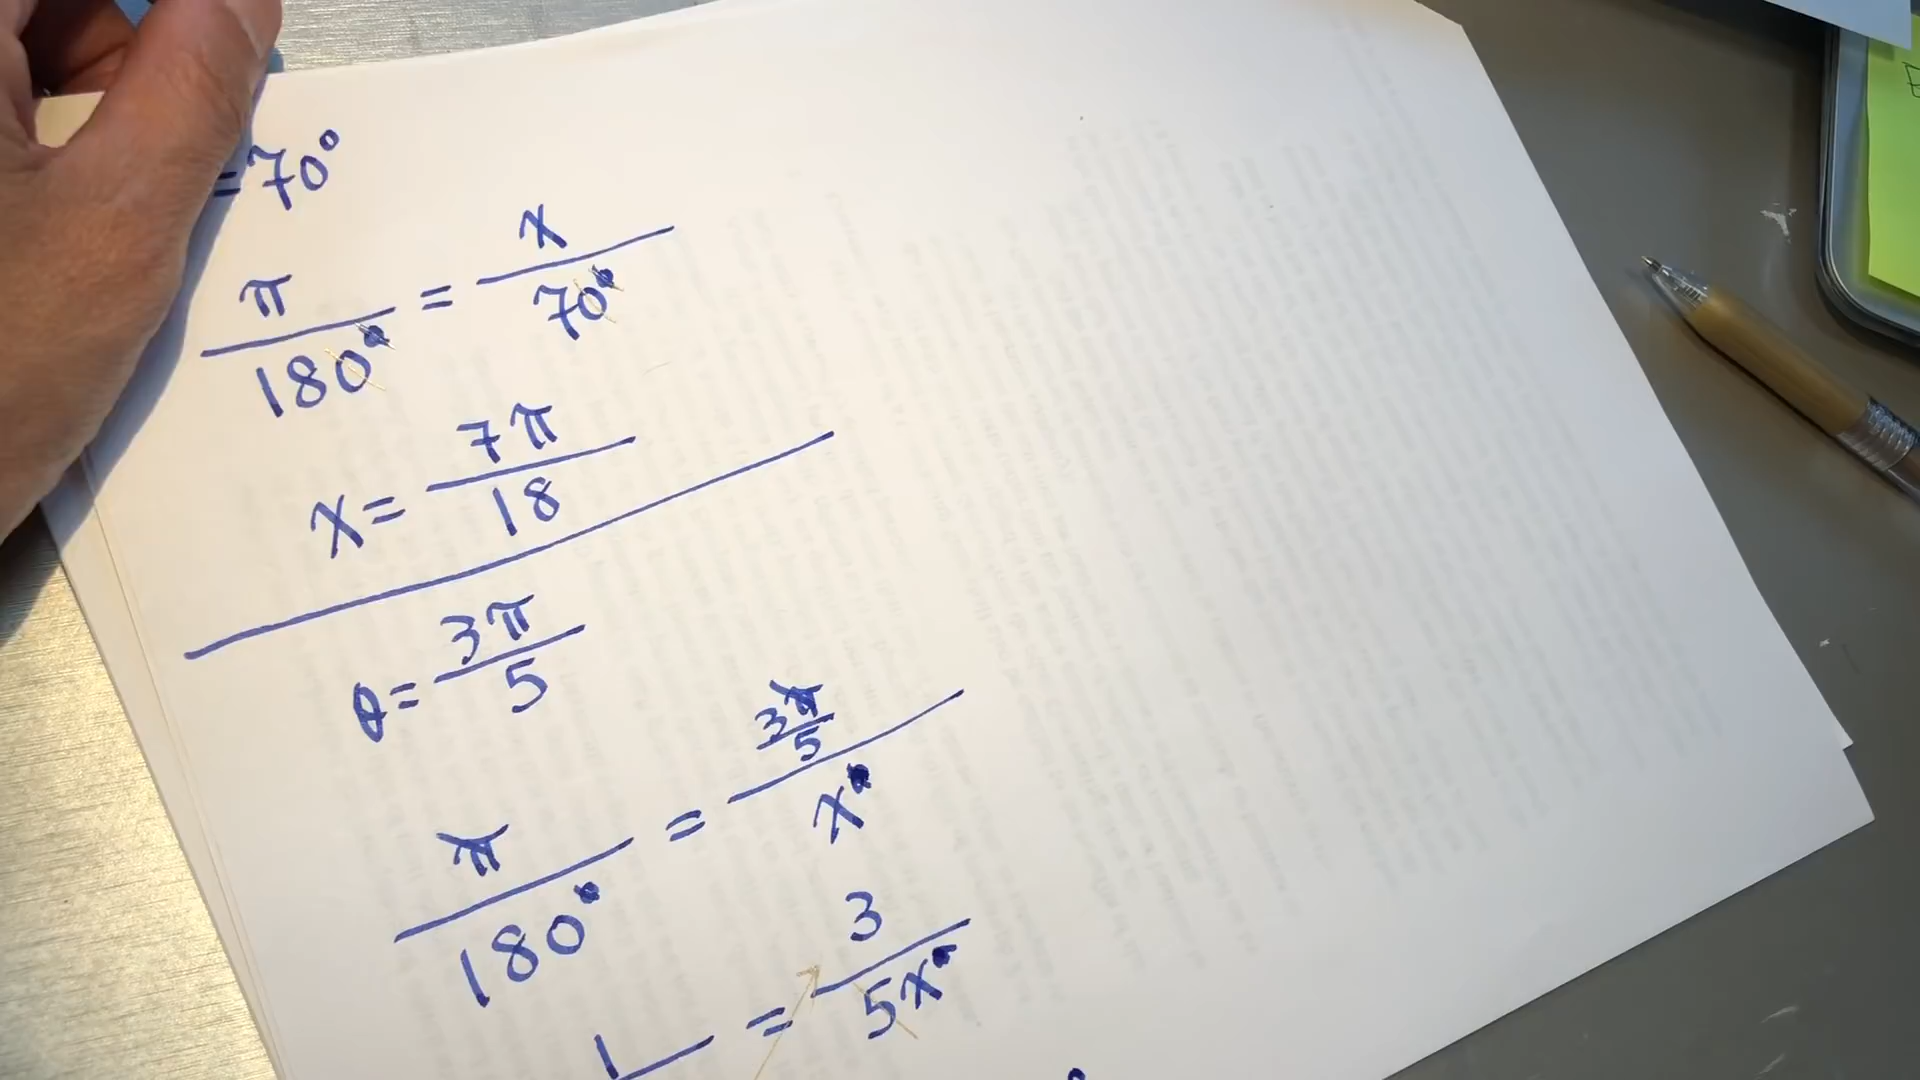 = 70°
π/180° = x/70°
x = 7π/18
θ = 3π/5
π/180° = (3π/5)/x°
1/ = 3/5x°